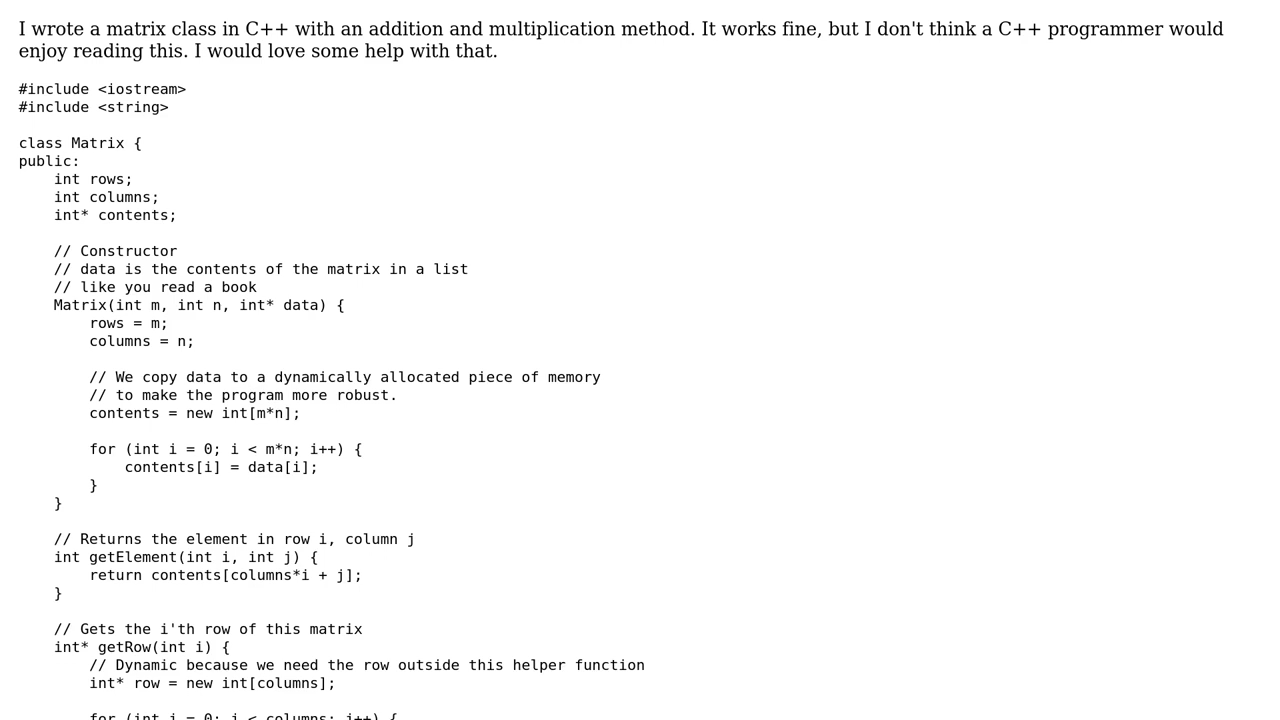 I wrote a matrix class in C++ with an addition and multiplication method. It works fine, but I don't think a C++ programmer would
enjoy reading this. I would love some help with that.
#include <iostream>
#include <string>
class Matrix {
public:
    int rows;
    int columns;
    int* contents;
    // Constructor
    // data is the contents of the matrix in a list
    // like you read a book
    Matrix(int m, int n, int* data) {
        rows = m;
        columns = n;
        // We copy data to a dynamically allocated piece of memory
        // to make the program more robust.
        contents = new int[m*n];
        for (int i = 0; i < m*n; i++) {
            contents[i] = data[i];
        }
    }
    // Returns the element in row i, column j
    int getElement(int i, int j) {
        return contents[columns*i + j];
    }
    // Gets the i'th row of this matrix
    int* getRow(int i) {
        // Dynamic because we need the row outside this helper function
        int* row = new int[columns];
        for (int j = 0; j < columns; j++) {